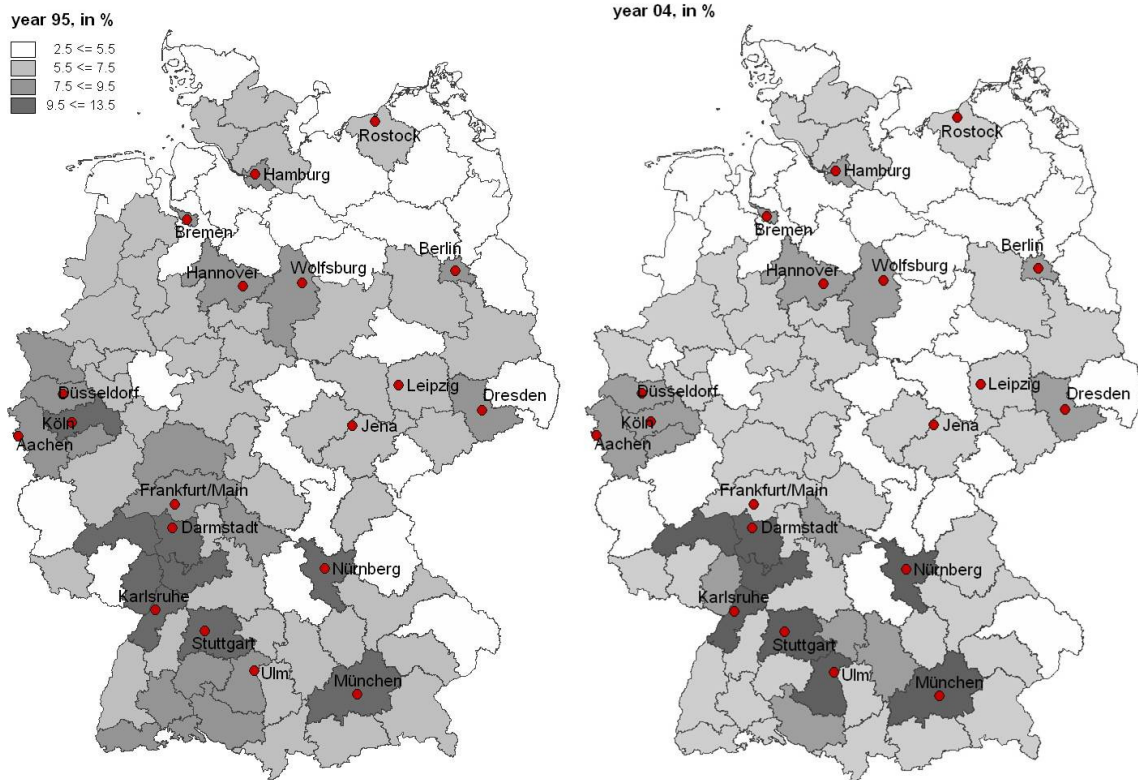 year 95, in %
2.5 <= 5.5
5.5 <= 7.5
7.5 <= 9.5
9.5 <= 13.5
Rostock
Hamburg
Bremen
Berlin
Hannover
Wolfsburg
Düsseldorf
Leipzig
Köln
Dresden
Aachen
Jena
Frankfurt/Main
Darmstadt
Nürnberg
Karlsruhe
Stuttgart
Ulm
München
year 04, in %
Rostock
Hamburg
Bremen
Berlin
Hannover
Wolfsburg
Düsseldorf
Leipzig
Köln
Dresden
Aachen
Jena
Frankfurt/Main
Darmstadt
Nürnberg
Karlsruhe
Stuttgart
Ulm
München